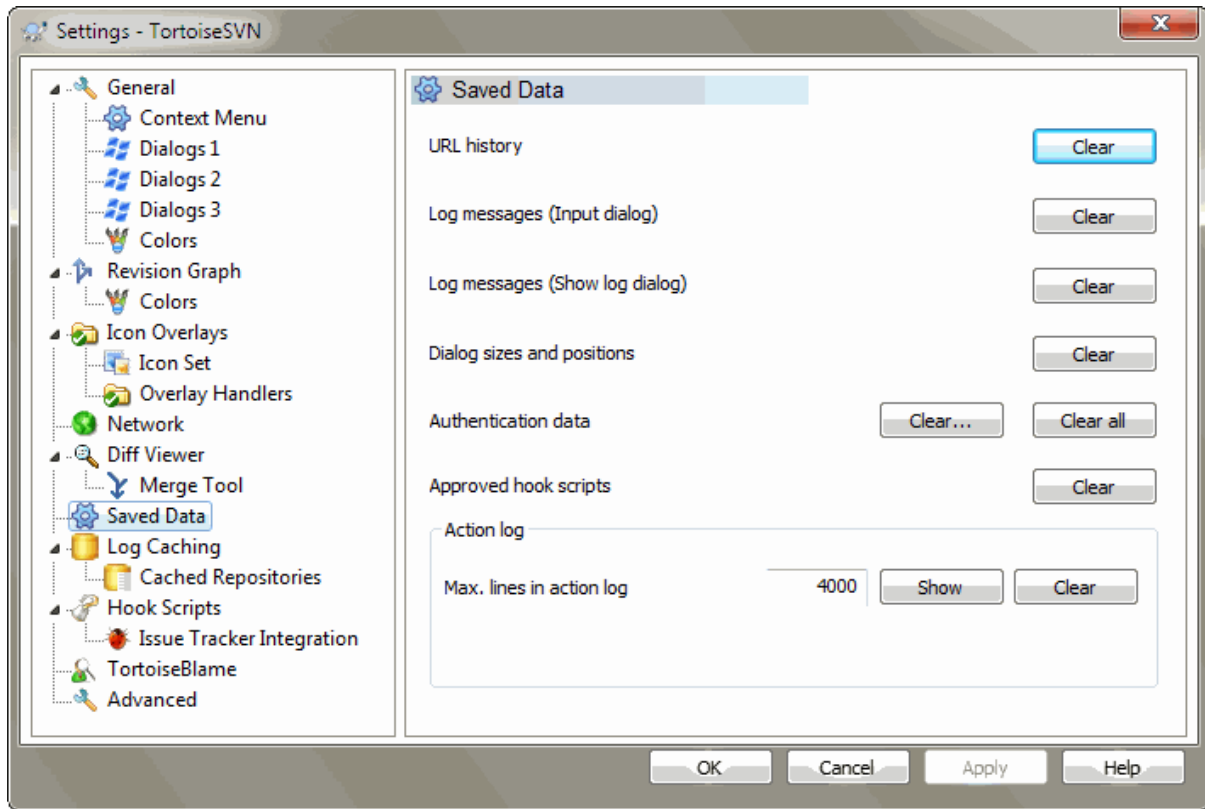 Settings - TortoiseSVN
General
Context Menu
Dialogs 1
Dialogs 2
Dialogs 3
Colors
Revision Graph
Colors
Icon Overlays
Icon Set
Overlay Handlers
Network
Diff Viewer
Merge Tool
Saved Data
Log Caching
Cached Repositories
Hook Scripts
Issue Tracker Integration
TortoiseBlame
Advanced
Saved Data
URL history Clear
Log messages (Input dialog) Clear
Log messages (Show log dialog) Clear
Dialog sizes and positions Clear
Authentication data Clear... Clear all
Approved hook scripts Clear
Action log
Max. lines in action log 4000 Show Clear
OK Cancel Apply Help